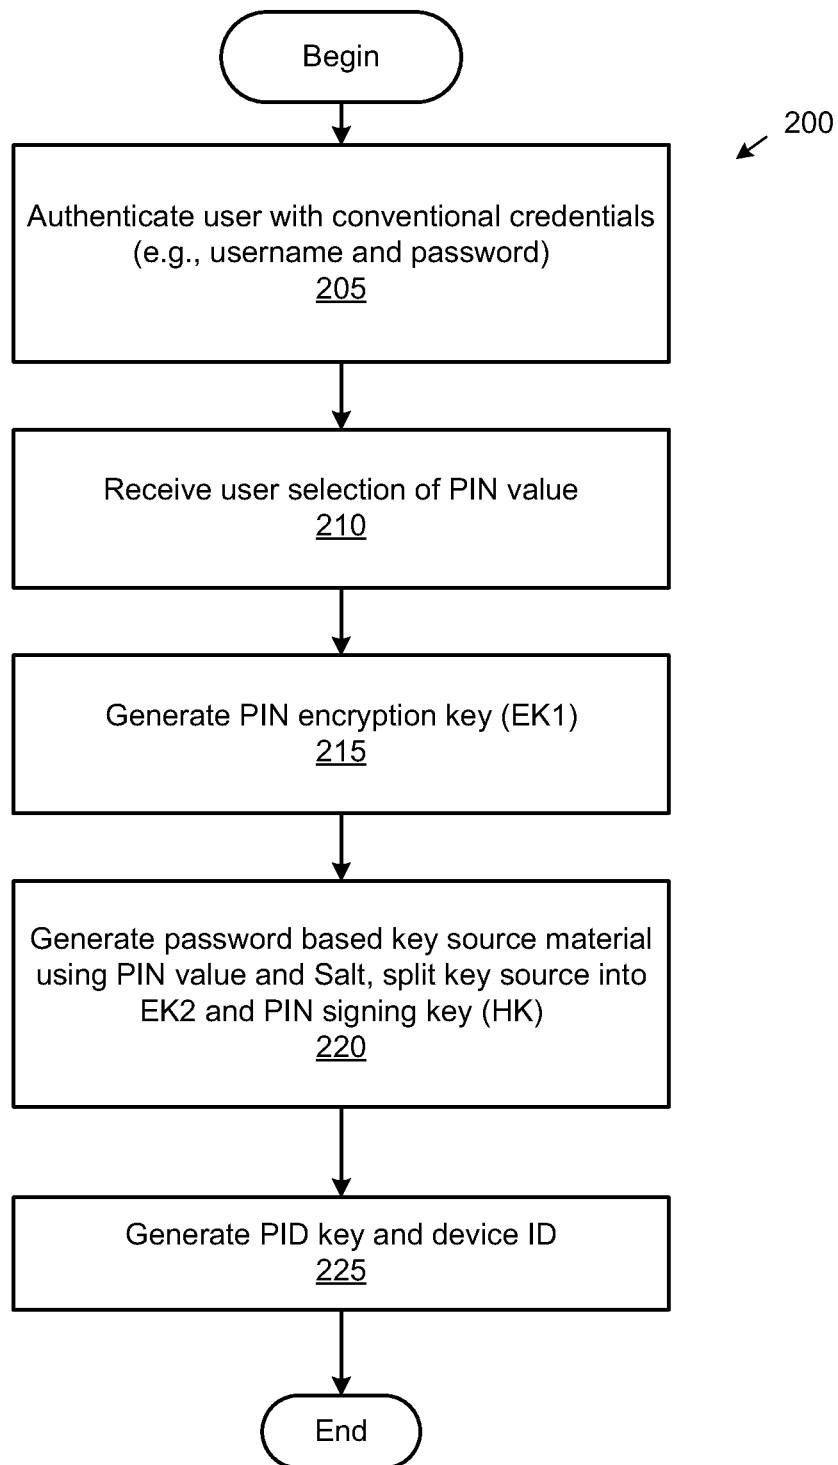 Begin
200
Authenticate user with conventional credentials
(e.g., username and password)
205
Receive user selection of PIN value
210
Generate PIN encryption key (EK1)
215
Generate password based key source material
using PIN value and Salt, split key source into
EK2 and PIN signing key (HK)
220
Generate PID key and device ID
225
End